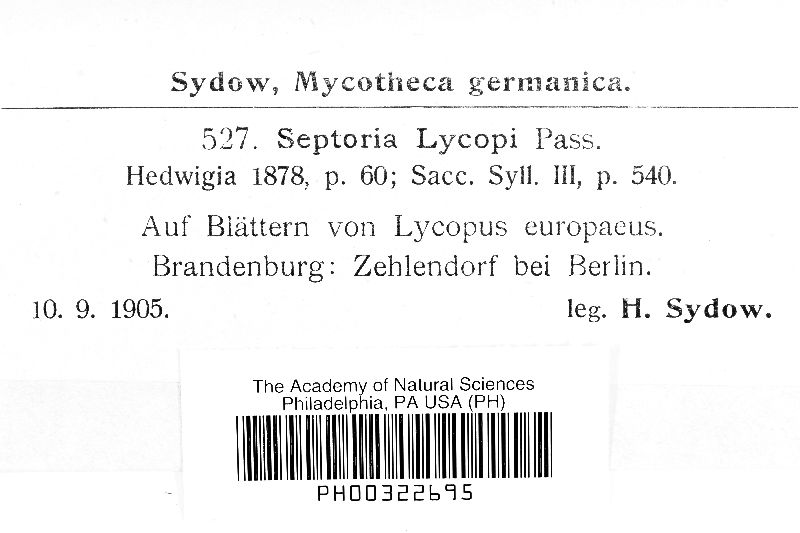 Sydow, Mycotheca germanica.
527. Septoria Lycopi Pass.
Hedwigia 1878, p. 60; Sacc. Syll. III, p. 540.
Auf Blättern von Lycopus europaeus.
Brandenburg: Zehlendorf bei Berlin.
10. 9. 1905. leg. H. Sydow.
The Academy of Natural Sciences
Philadelphia, PA USA (PH)
PH00322695